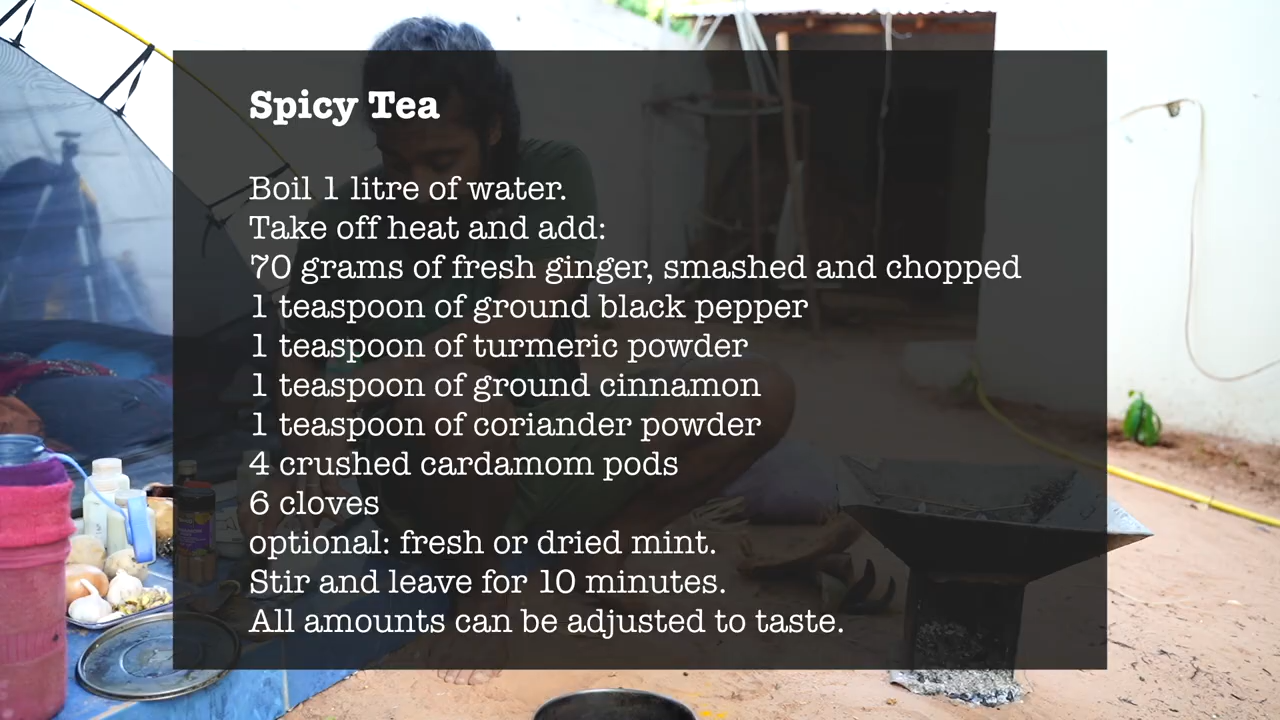 Spicy Tea
Boil 1 litre of water.
Take off heat and add:
70 grams of fresh ginger, smashed and chopped
1 teaspoon of ground black pepper
1 teaspoon of turmeric powder
1 teaspoon of ground cinnamon
1 teaspoon of coriander powder
4 crushed cardamom pods
6 cloves
optional: fresh or dried mint.
Stir and leave for 10 minutes.
All amounts can be adjusted to taste.